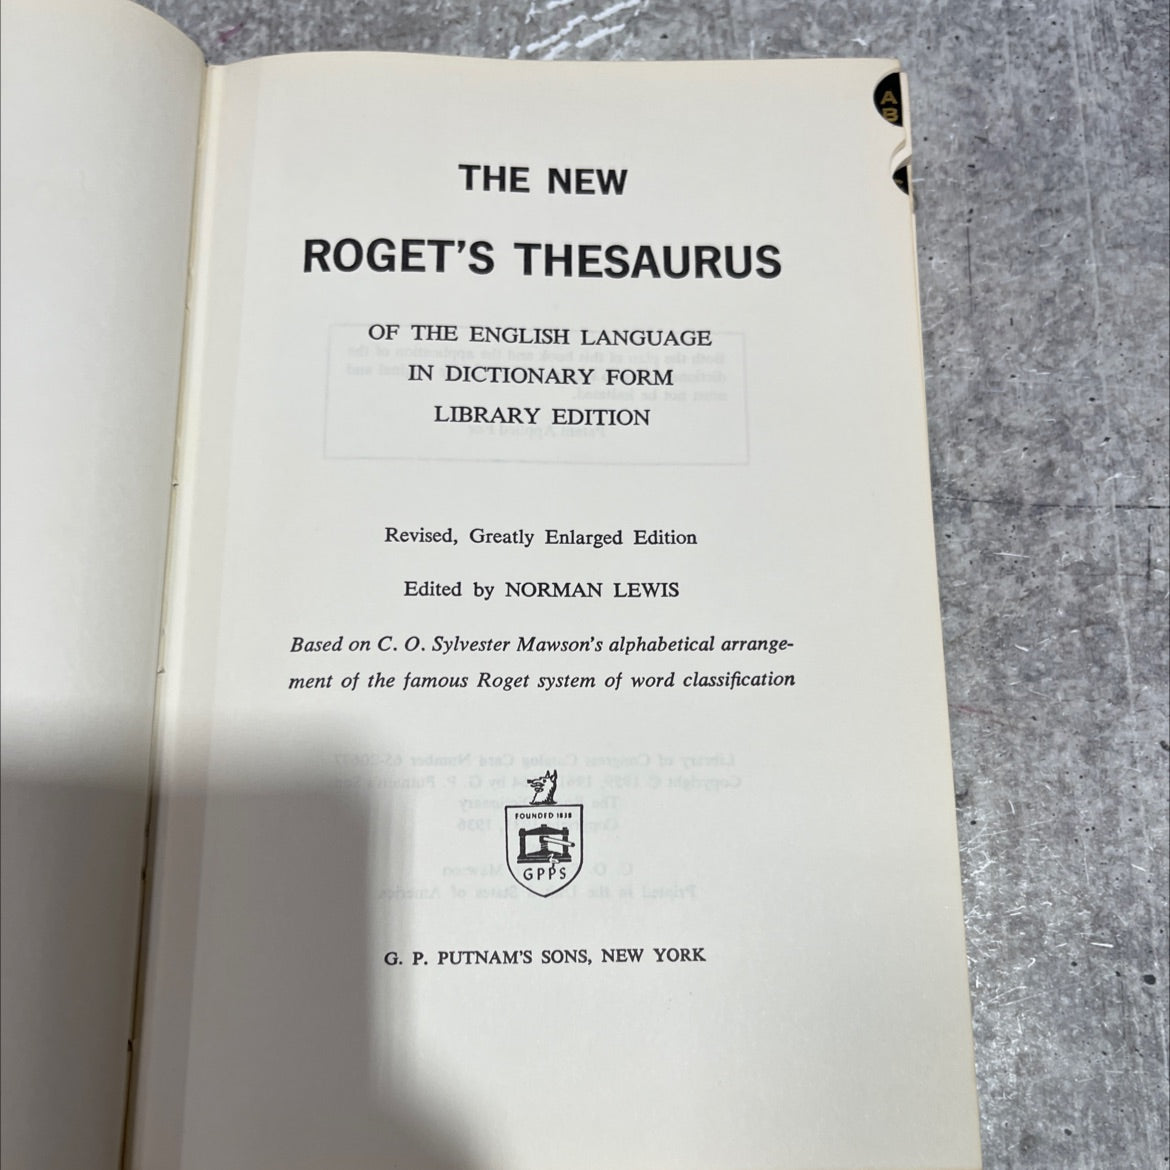 A
B
THE NEW
ROGET'S THESAURUS
OF THE ENGLISH LANGUAGE
IN DICTIONARY FORM
LIBRARY EDITION
Revised, Greatly Enlarged Edition
Edited by NORMAN LEWIS
Based on C. O. Sylvester Mawson's alphabetical arrange-
ment of the famous Roget system of word classification
FOUNDED 1838
GPPS
G. P. PUTNAM'S SONS, NEW YORK